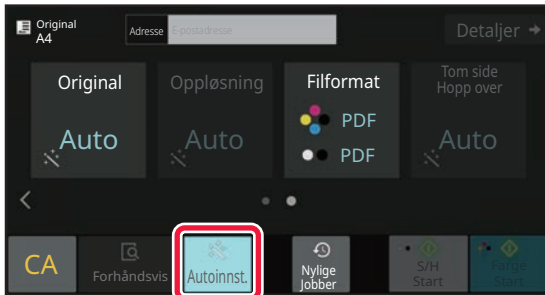 Original
A4
Adresse
E-postadresse
Detaljer
Original
Auto
Oppløsning
Auto
Filformat
PDF
PDF
Tom side
Hopp over
Auto
CA
Forhåndsvis
Autoinnst.
Nylige
Jobber
S/H
Start
Farge
Start